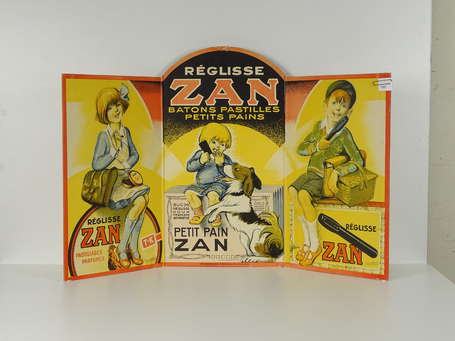 RÉGLISSE
ZAN
BATONS PASTILLES
PETITS PAINS
RÉGLISSE
ZAN
PETIT PAIN
ZAN
RÉGLISSE
ZAN